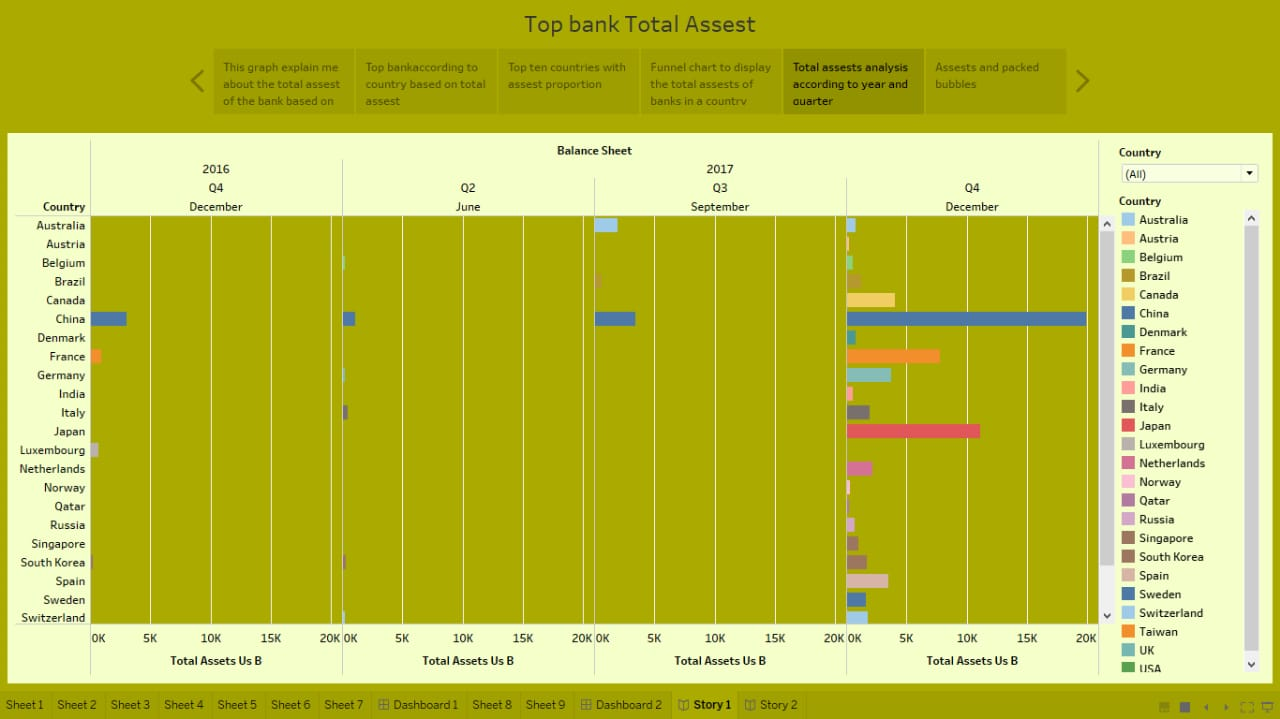 Top bank Total Assest
This graph explain me
about the total assest
of the bank based on
Top bankaccording to
country based on total
assest
Top ten countries with
assest proportion
Funnel chart to display
the total assests of
banks in a country
Total assests analysis
according to year and
quarter
Assests and packed
bubbles
Balance Sheet
2016
2017
Q4
Q2
Q3
Q4
Country
December
June
September
December
Australia
Austria
Belgium
Brazil
Canada
China
Denmark
France
Germany
India
Italy
Japan
Luxembourg
Netherlands
Norway
Qatar
Russia
Singapore
South Korea
Spain
Sweden
Switzerland
0K 5K 10K 15K 20K
0K 5K 10K 15K 20K
0K 5K 10K 15K 20K
0K 5K 10K 15K 20K
Total Assets Us B
Total Assets Us B
Total Assets Us B
Total Assets Us B
Country
(All)
Country
Australia
Austria
Belgium
Brazil
Canada
China
Denmark
France
Germany
India
Italy
Japan
Luxembourg
Netherlands
Norway
Qatar
Russia
Singapore
South Korea
Spain
Sweden
Switzerland
Taiwan
UK
USA
Sheet 1 Sheet 2 Sheet 3 Sheet 4 Sheet 5 Sheet 6 Sheet 7 Dashboard 1 Sheet 8 Sheet 9 Dashboard 2 Story 1 Story 2